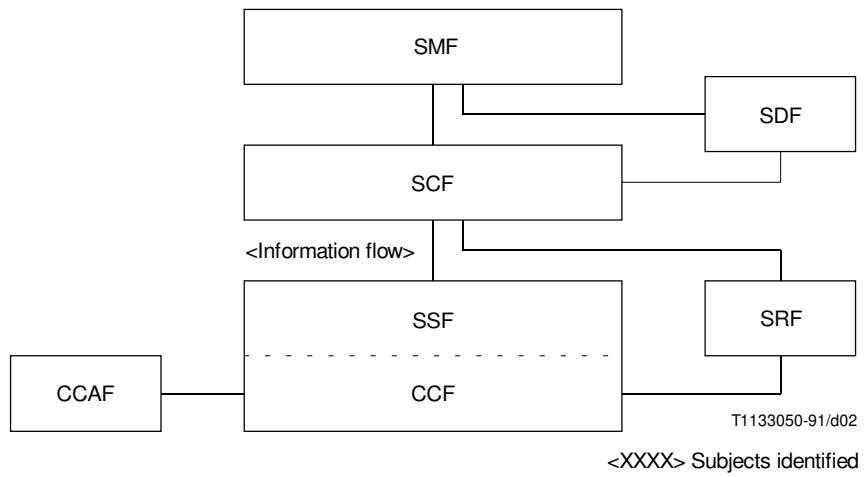 SMF
SDF
SCF
<Information flow>
SSF
SRF
CCAF
CCF
T1133050-91/d02
<XXXX> Subjects identified